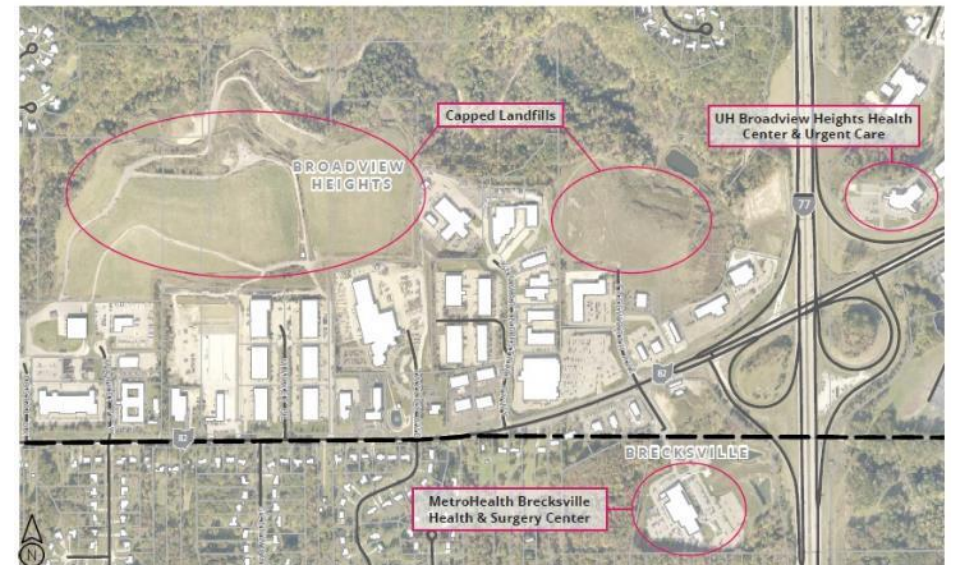 Capped Landfills
UH Broadview Heights Health
Center & Urgent Care
BROADVIEW
HEIGHTS
77
82
82
BRECKSVILLE
MetroHealth Brecksville
Health & Surgery Center
N